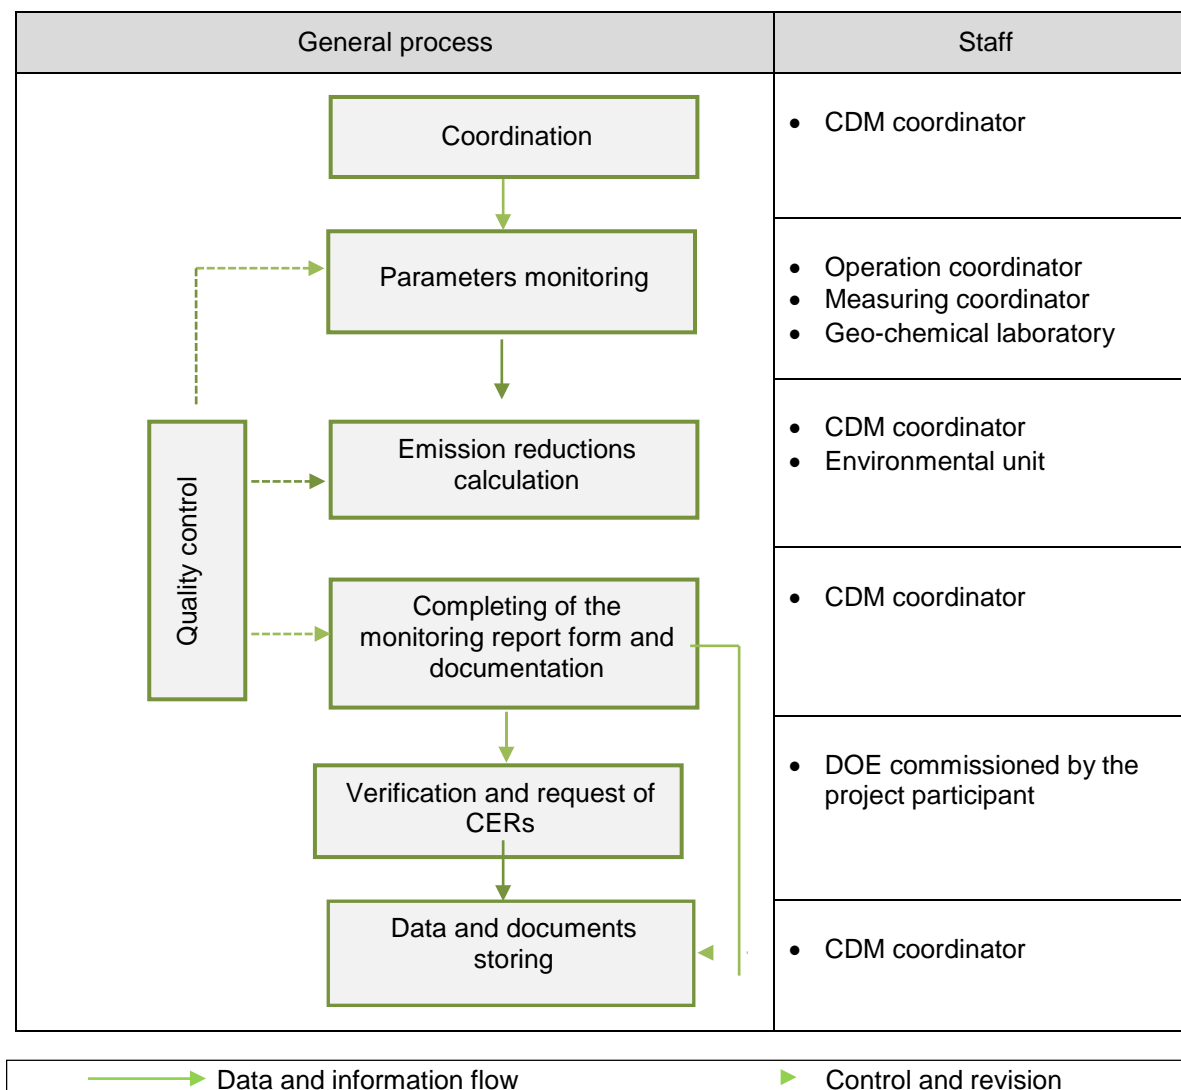 General process
Staff
Coordination
• CDM coordinator
Parameters monitoring
• Operation coordinator
• Measuring coordinator
• Geo-chemical laboratory
Quality control
Emission reductions
calculation
• CDM coordinator
• Environmental unit
Completing of the
monitoring report form and
documentation
• CDM coordinator
Verification and request of
CERs
• DOE commissioned by the
project participant
Data and documents
storing
• CDM coordinator
Data and information flow
Control and revision